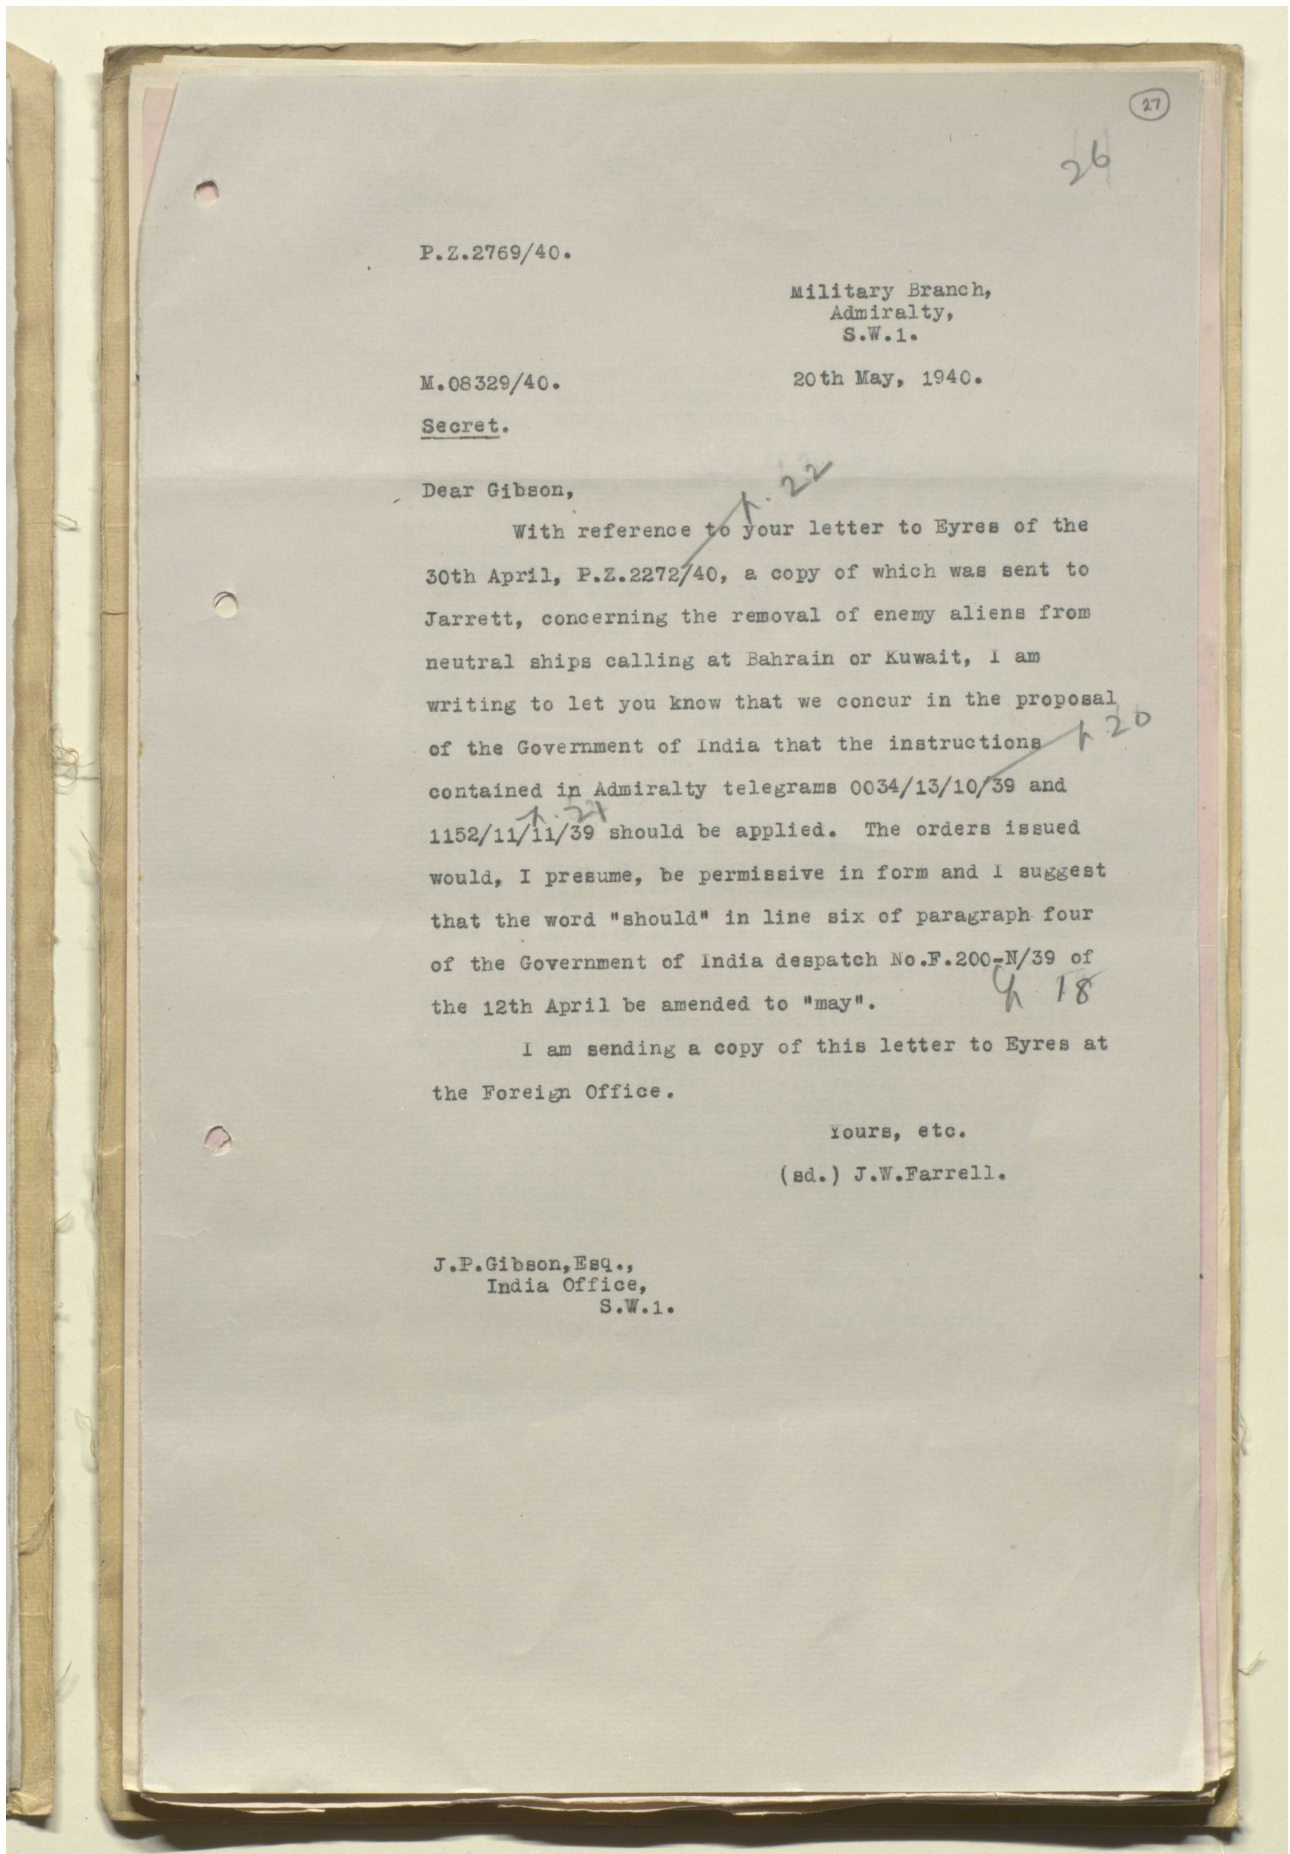 27
26
P.Z.2769/40.
Military Branch,
Admiralty,
S.W.1.
M.08329/40.
20th May, 1940.
Secret.
Dear Gibson,
p. 22
With reference to your letter to Eyres of the
30th April, P.Z.2272/40, a copy of which was sent to
Jarrett, concerning the removal of enemy aliens from
neutral ships calling at Bahrain or Kuwait, I am
writing to let you know that we concur in the proposal
p 20
of the Government of India that the instructions
contained in Admiralty telegrams 0034/13/10/39 and
p. 21
1152/11/11/39 should be applied. The orders issued
would, I presume, be permissive in form and I suggest
that the word "should" in line six of paragraph four
of the Government of India despatch No.F.200-N/39 of
p 18
the 12th April be amended to "may".
I am sending a copy of this letter to Eyres at
the Foreign Office.
Yours, etc.
(sd.) J.W.Farrell.
J.P.Gibson,Esq.,
India Office,
S.W.1.